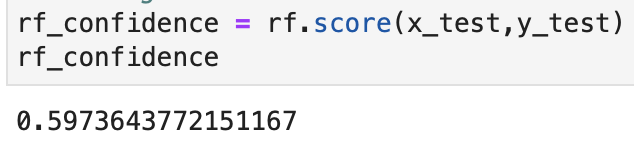 rf_confidence = rf.score(x_test,y_test)
rf_confidence
0.5973643772151167